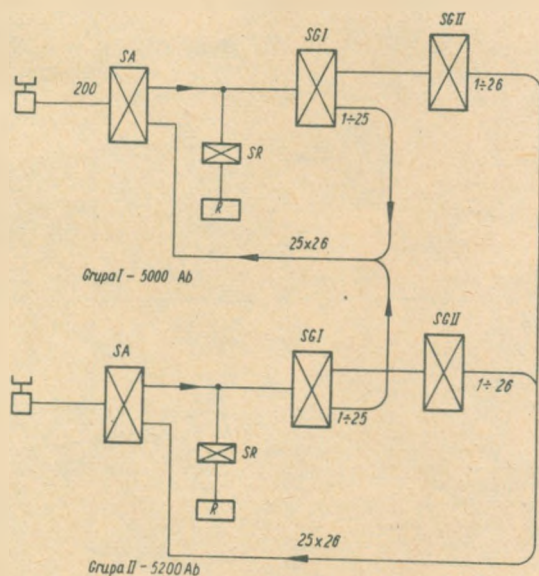 SA
SGI
SGII
200
1÷25
1÷26
SR
R
25x26
Grupa I - 5000 Ab
SA
SGI
SGII
1÷25
1÷26
SR
R
25x26
Grupa II - 5200 Ab